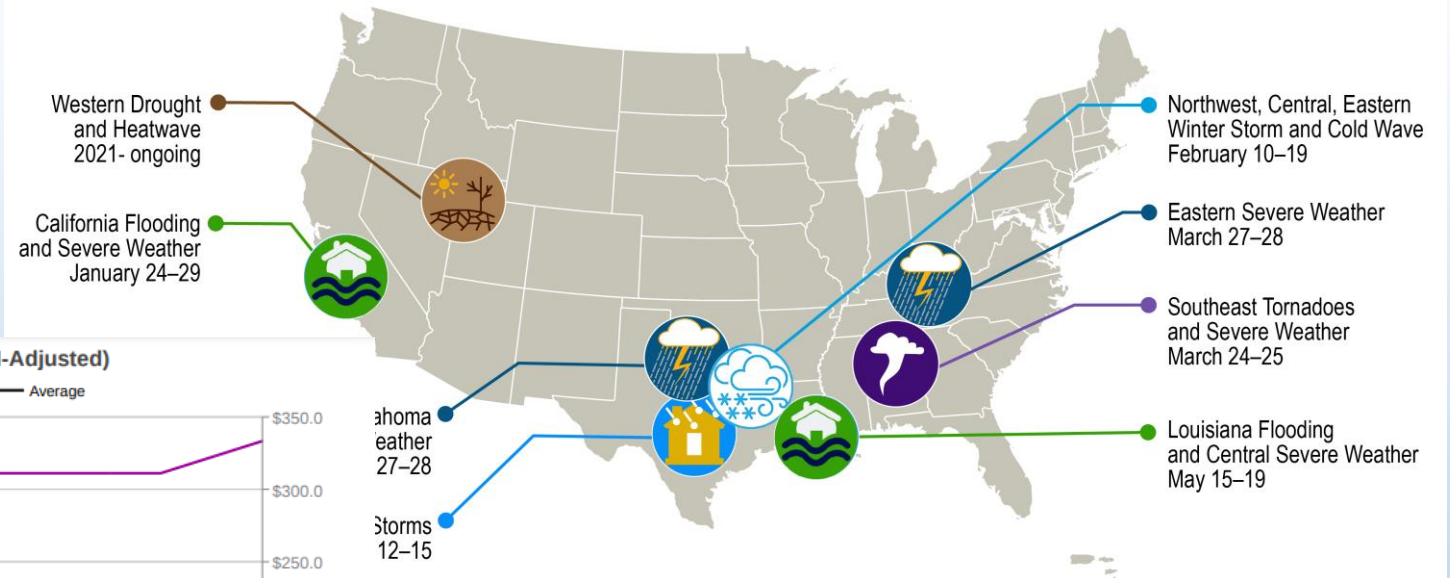 Western Drought
and Heatwave
2021- ongoing
California Flooding
and Severe Weather
January 24–29
Northwest, Central, Eastern
Winter Storm and Cold Wave
February 10–19
Eastern Severe Weather
March 27–28
Southeast Tornadoes
and Severe Weather
March 24–25
Louisiana Flooding
and Central Severe Weather
May 15–19
ahoma
eather
27–28
Storms
12–15
-Adjusted)
Average
$350.0
$300.0
$250.0